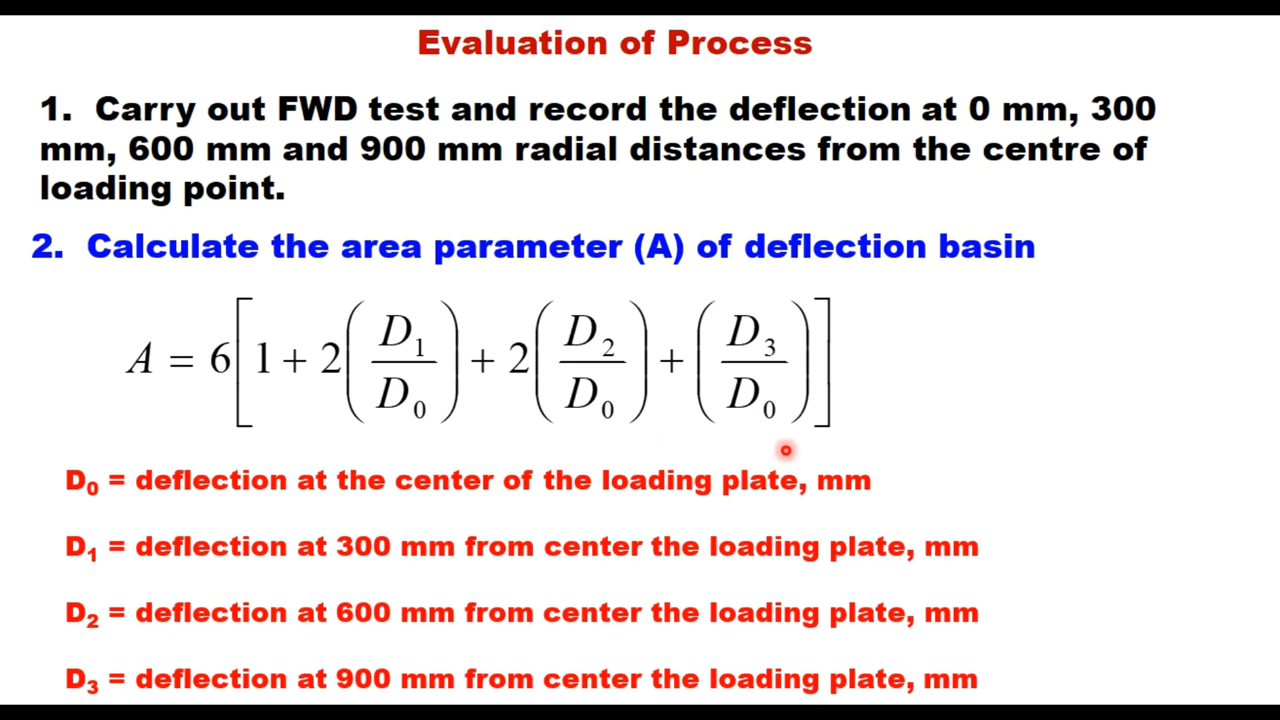 Evaluation of Process
1. Carry out FWD test and record the deflection at 0 mm, 300
mm, 600 mm and 900 mm radial distances from the centre of
loading point.
2. Calculate the area parameter (A) of deflection basin
A = 6[1 + 2(D₁/D₀) + 2(D₂/D₀) + (D₃/D₀)]
D₀ = deflection at the center of the loading plate, mm
D₁ = deflection at 300 mm from center the loading plate, mm
D₂ = deflection at 600 mm from center the loading plate, mm
D₃ = deflection at 900 mm from center the loading plate, mm